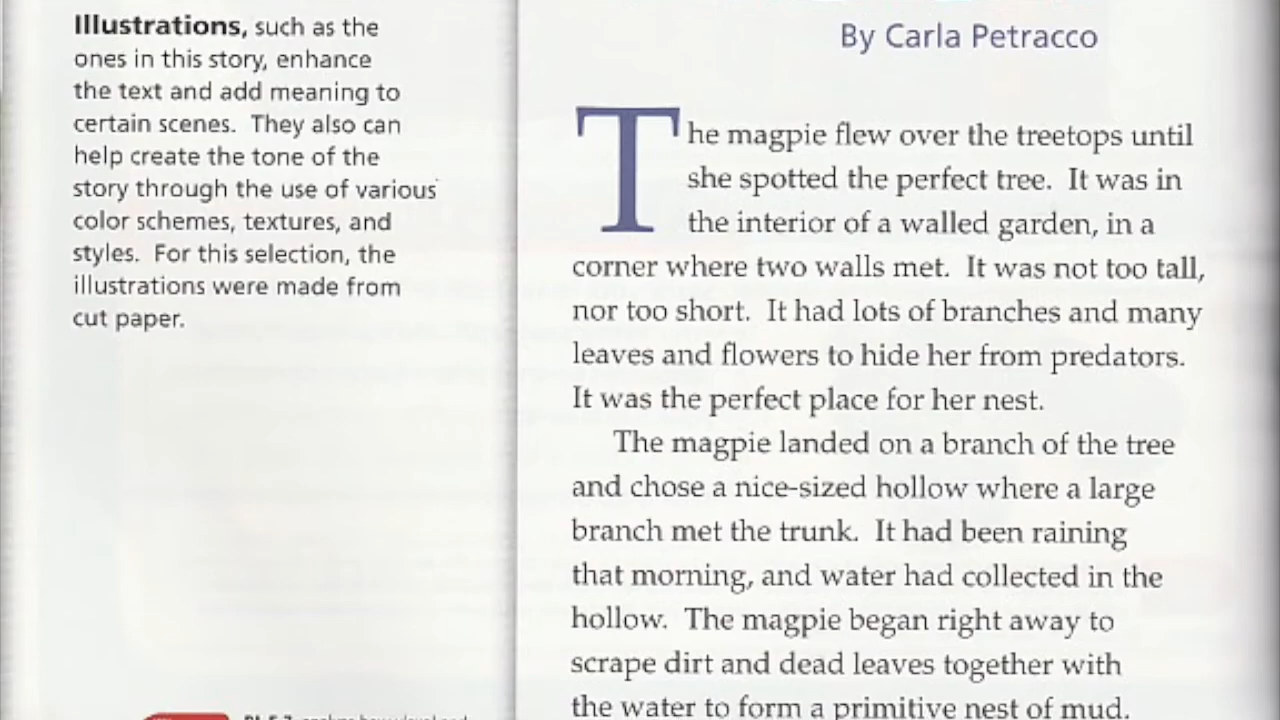 Illustrations, such as the
ones in this story, enhance
the text and add meaning to
certain scenes. They also can
help create the tone of the
story through the use of various
color schemes, textures, and
styles. For this selection, the
illustrations were made from
cut paper.
By Carla Petracco
The magpie flew over the treetops until
she spotted the perfect tree. It was in
the interior of a walled garden, in a
corner where two walls met. It was not too tall,
nor too short. It had lots of branches and many
leaves and flowers to hide her from predators.
It was the perfect place for her nest.
The magpie landed on a branch of the tree
and chose a nice-sized hollow where a large
branch met the trunk. It had been raining
that morning, and water had collected in the
hollow. The magpie began right away to
scrape dirt and dead leaves together with
the water to form a primitive nest of mud.